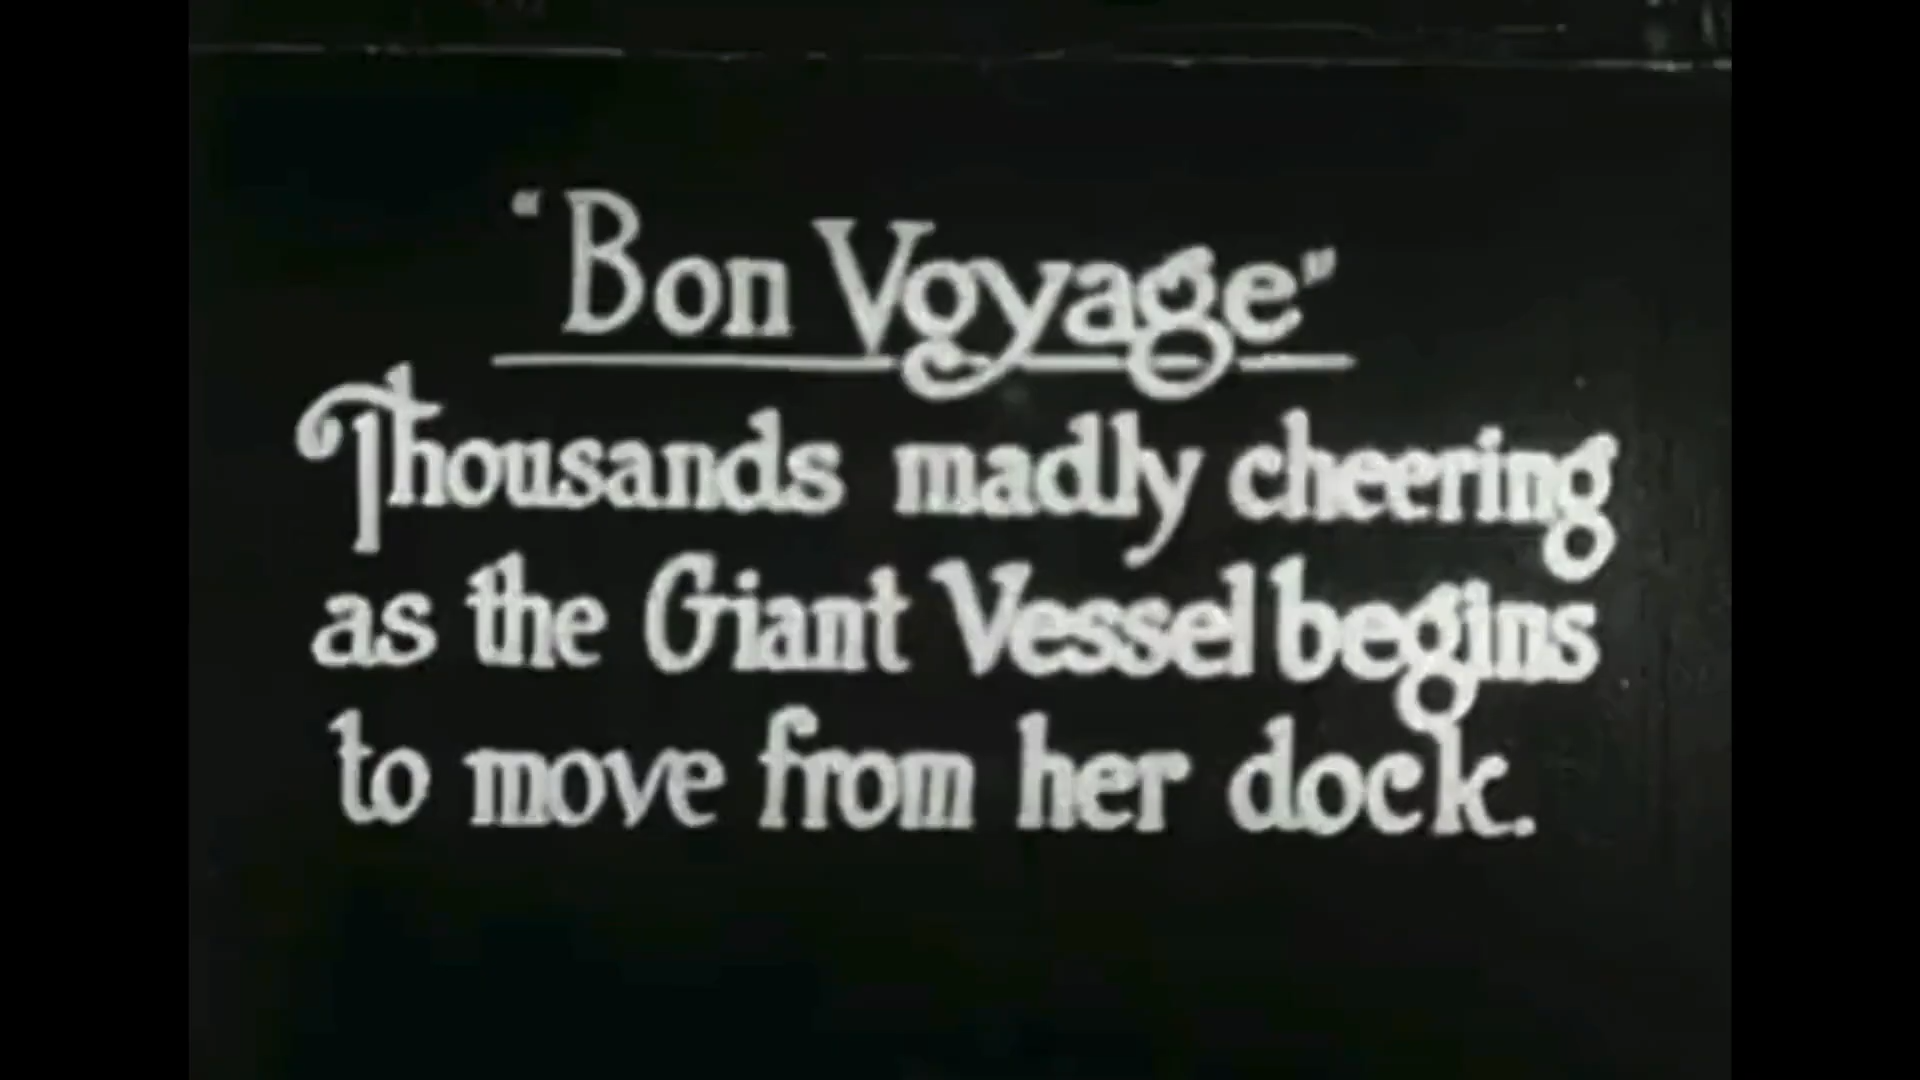 "Bon Voyage"
Thousands madly cheering
as the Giant Vessel begins
to move from her dock.